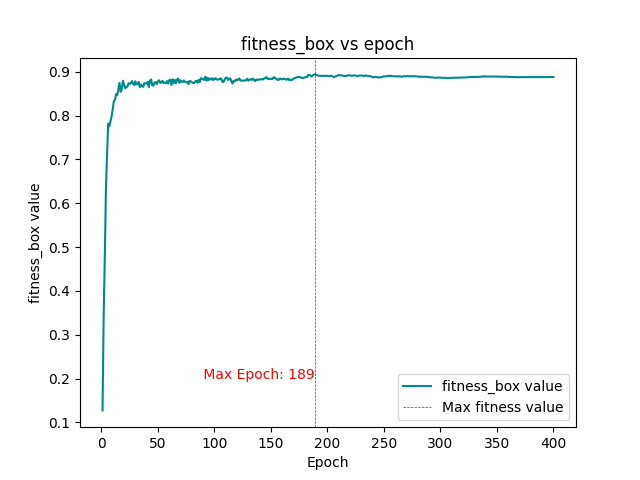 fitness_box vs epoch
fitness_box value
0.9
0.8
0.7
0.6
0.5
0.4
0.3
0.2
0.1
Max Epoch: 189
fitness_box value
Max fitness value
0 50 100 150 200 250 300 350 400
Epoch